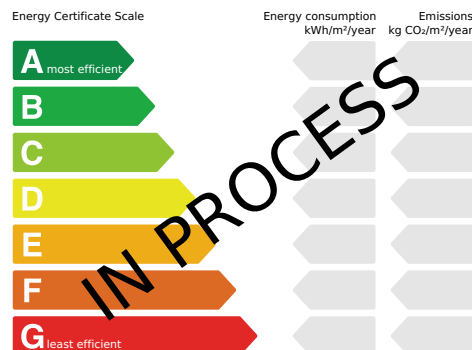 Energy Certificate Scale
Energy consumption
kWh/m²/year
Emissions
kg CO₂/m²/year
A most efficient
B
C
D
E
F
G least efficient
IN PROCESS